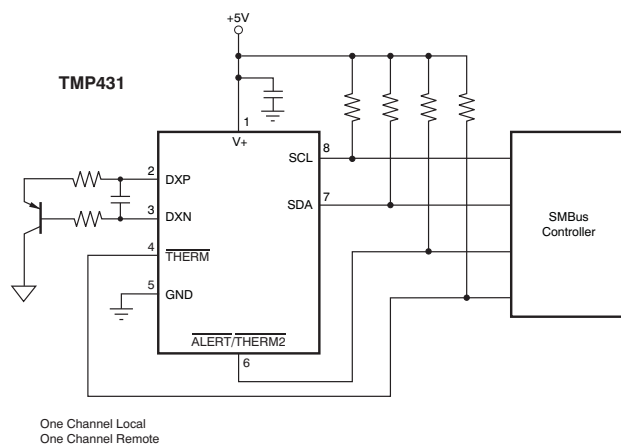 +5V
TMP431
1
V+
8
SCL
2
DXP
7
SDA
3
DXN
SMBus
Controller
4
THERM
5
GND
ALERT/THERM2
6
One Channel Local
One Channel Remote